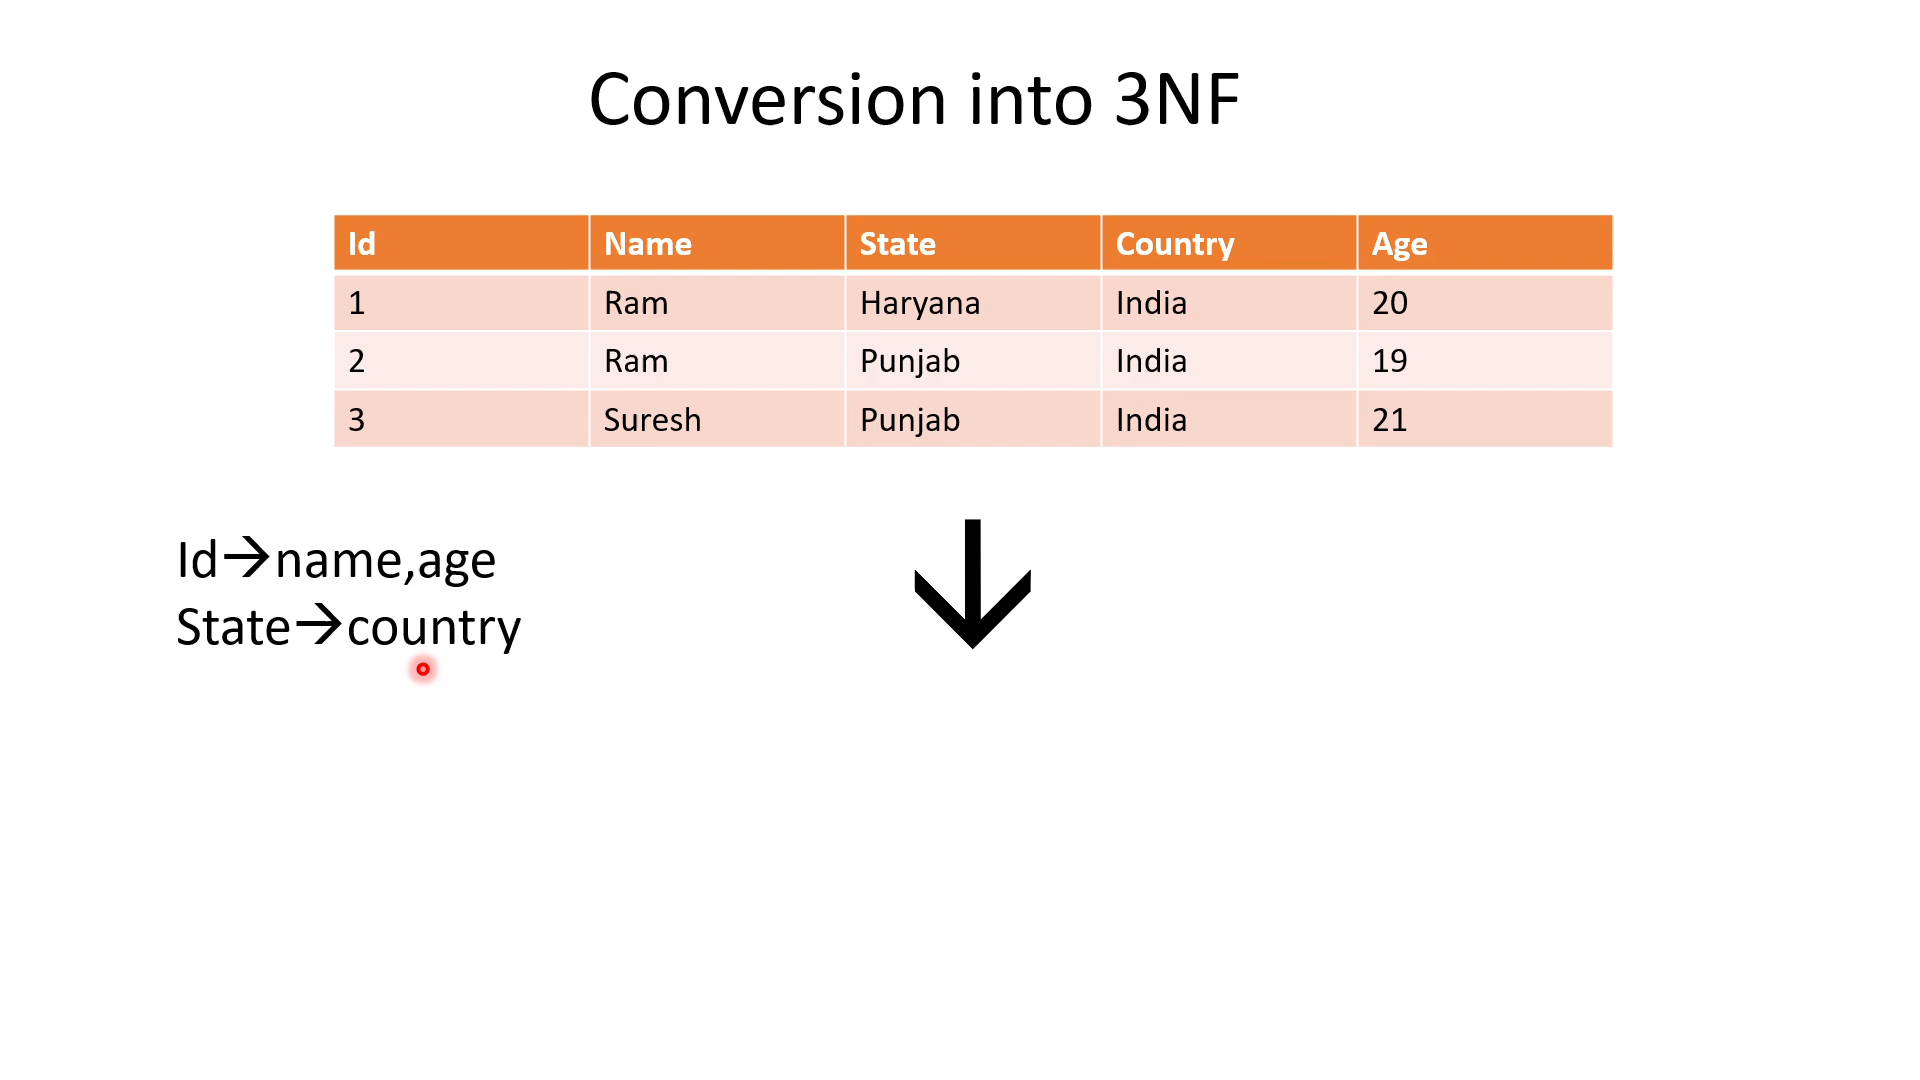 Conversion into 3NF
Id Name State Country Age
1 Ram Haryana India 20
2 Ram Punjab India 19
3 Suresh Punjab India 21
Id→name,age
State→country